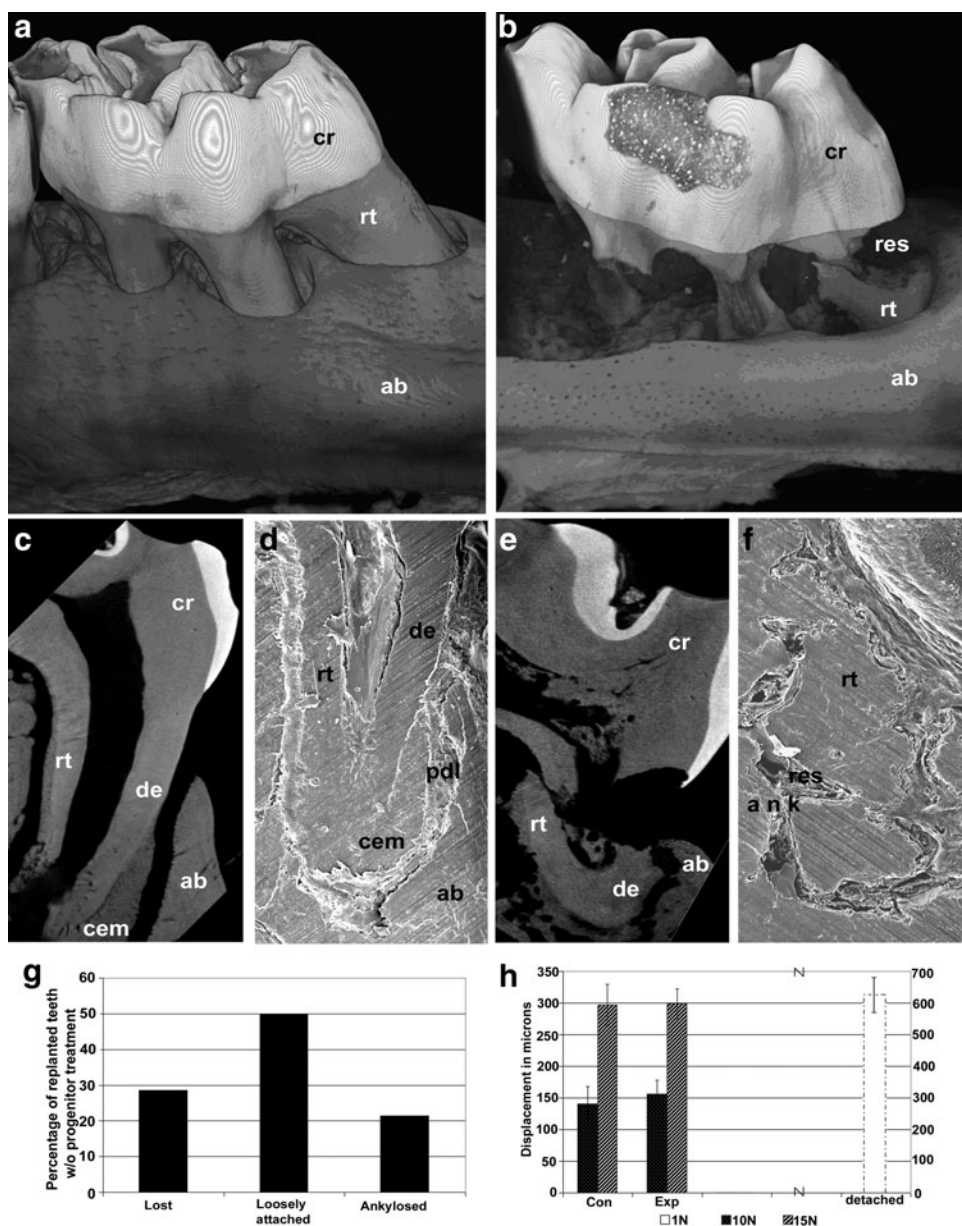 a
cr
rt
ab
b
cr
res
rt
ab
c
cr
rt
de
ab
cem
d
de
rt
pdl
cem
ab
e
cr
rt
ab
de
f
rt
res
a n k
g
Percentage of replanted teeth
w/o progenitor treatment
60
50
40
30
20
10
0
Lost
Loosely
attached
Ankylosed
h
Displacement in microns
350
300
250
200
150
100
50
0
700
600
500
400
300
200
100
0
Con
Exp
detached
1N
10N
15N